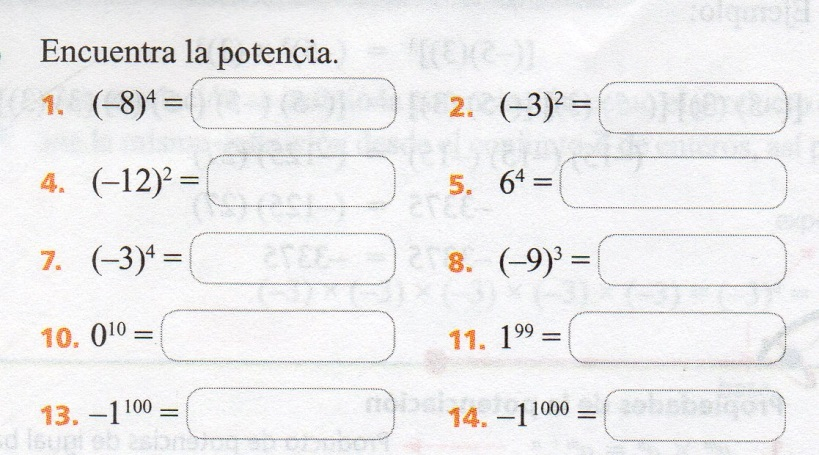 Encuentra la potencia.
1. (–8)⁴ =
2. (–3)² =
4. (–12)² =
5. 6⁴ =
7. (–3)⁴ =
8. (–9)³ =
10. 0¹⁰ =
11. 1⁹⁹ =
13. –1¹⁰⁰ =
14. –1¹⁰⁰⁰ =